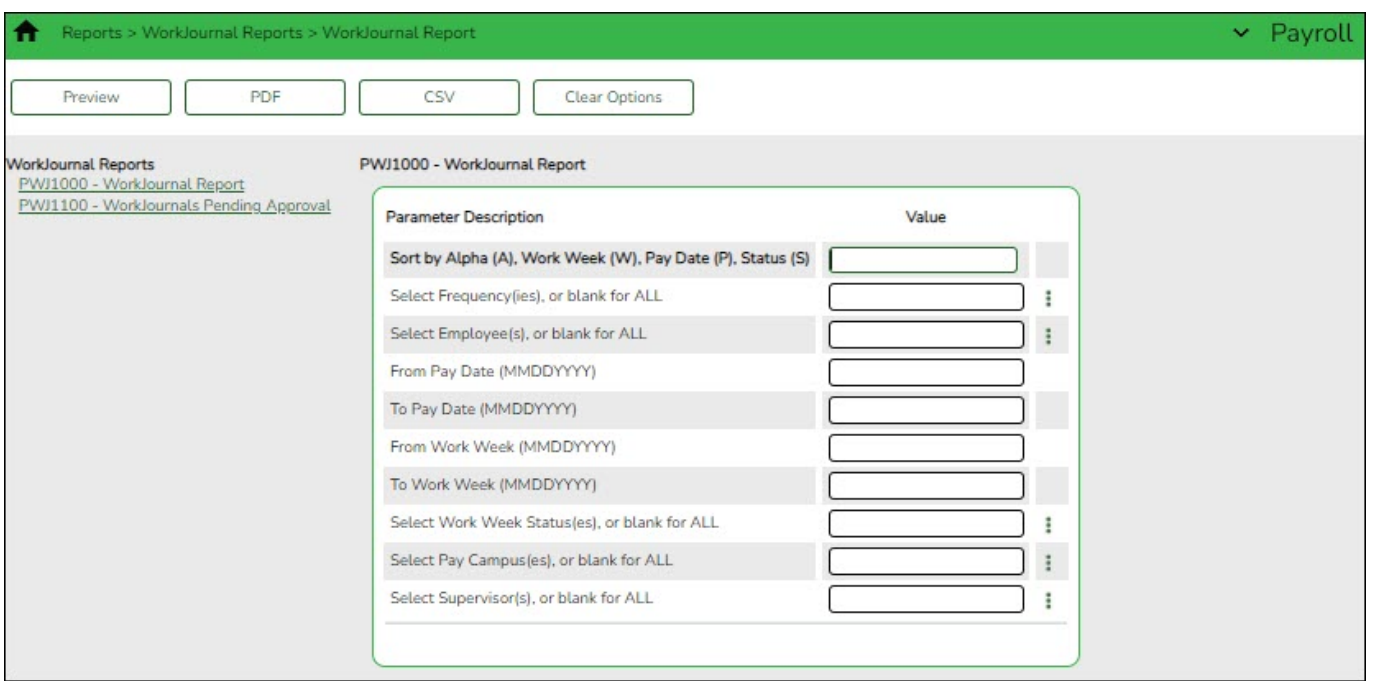 Reports > WorkJournal Reports > WorkJournal Report
Payroll
Preview
PDF
CSV
Clear Options
WorkJournal Reports
PWJ1000 - WorkJournal Report
PWJ1100 - WorkJournals Pending Approval
PWJ1000 - WorkJournal Report
Parameter Description Value
Sort by Alpha (A), Work Week (W), Pay Date (P), Status (S)
Select Frequency(ies), or blank for ALL
Select Employee(s), or blank for ALL
From Pay Date (MMDDYYYY)
To Pay Date (MMDDYYYY)
From Work Week (MMDDYYYY)
To Work Week (MMDDYYYY)
Select Work Week Status(es), or blank for ALL
Select Pay Campus(es), or blank for ALL
Select Supervisor(s), or blank for ALL